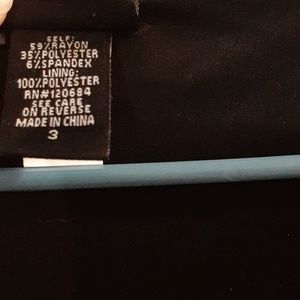 SELF:
59%RAYON
35%POLYESTER
6%SPANDEX
LINING:
100%POLYESTER
RN#120684
SEE CARE
ON REVERSE
MADE IN CHINA
3